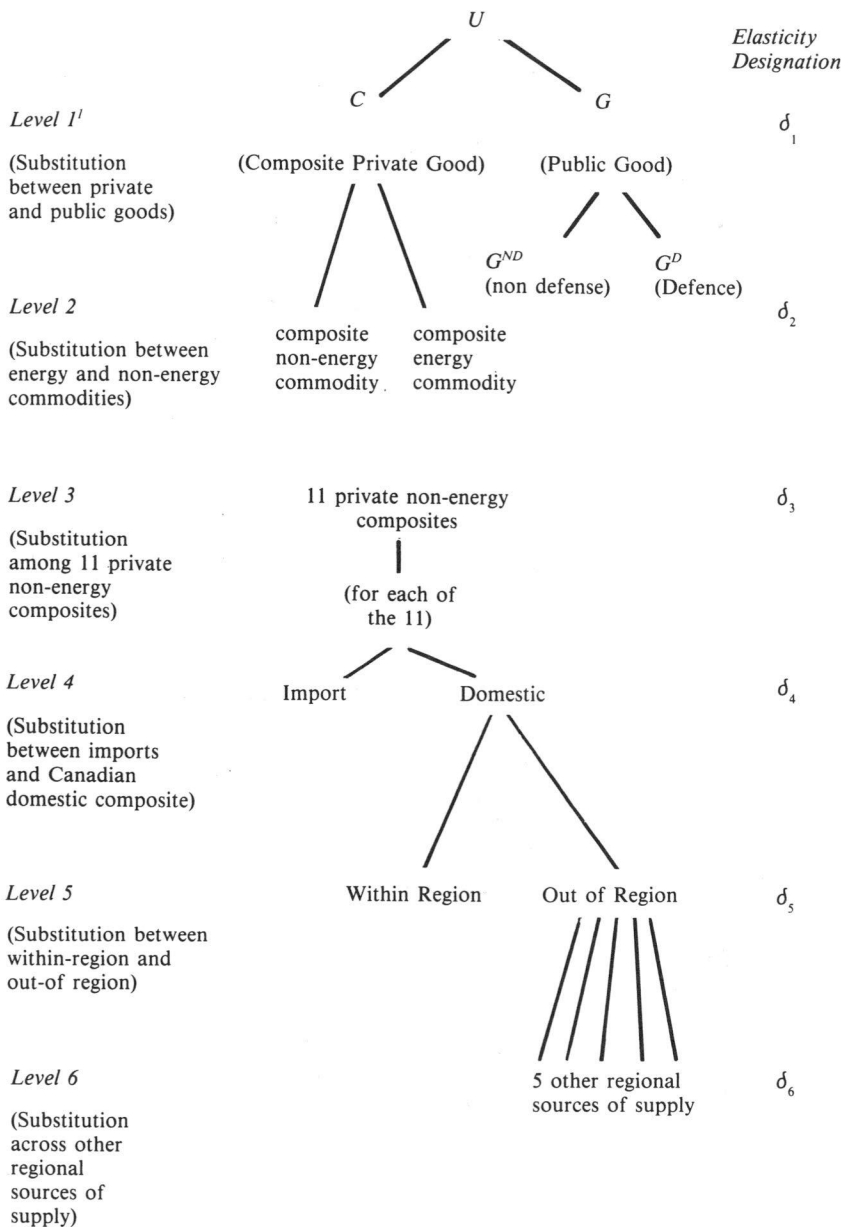 U
Elasticity
Designation
C
G
Level 1¹
δ₁
(Substitution
between private
and public goods)
(Composite Private Good)
(Public Good)
Gᴺᴰ
(non defense)
Gᴰ
(Defence)
Level 2
δ₂
(Substitution between
energy and non-energy
commodities)
composite
non-energy
commodity
composite
energy
commodity
Level 3
11 private non-energy
composites
δ₃
(Substitution
among 11 private
non-energy
composites)
(for each of
the 11)
Level 4
Import
Domestic
δ₄
(Substitution
between imports
and Canadian
domestic composite)
Level 5
Within Region
Out of Region
δ₅
(Substitution between
within-region and
out-of region)
Level 6
5 other regional
sources of supply
δ₆
(Substitution
across other
regional
sources of
supply)